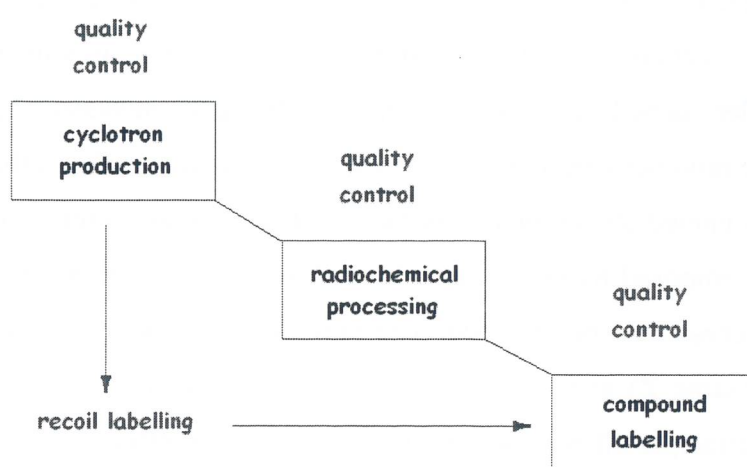 quality
control
cyclotron
production
quality
control
radiochemical
processing
quality
control
recoil labelling
compound
labelling